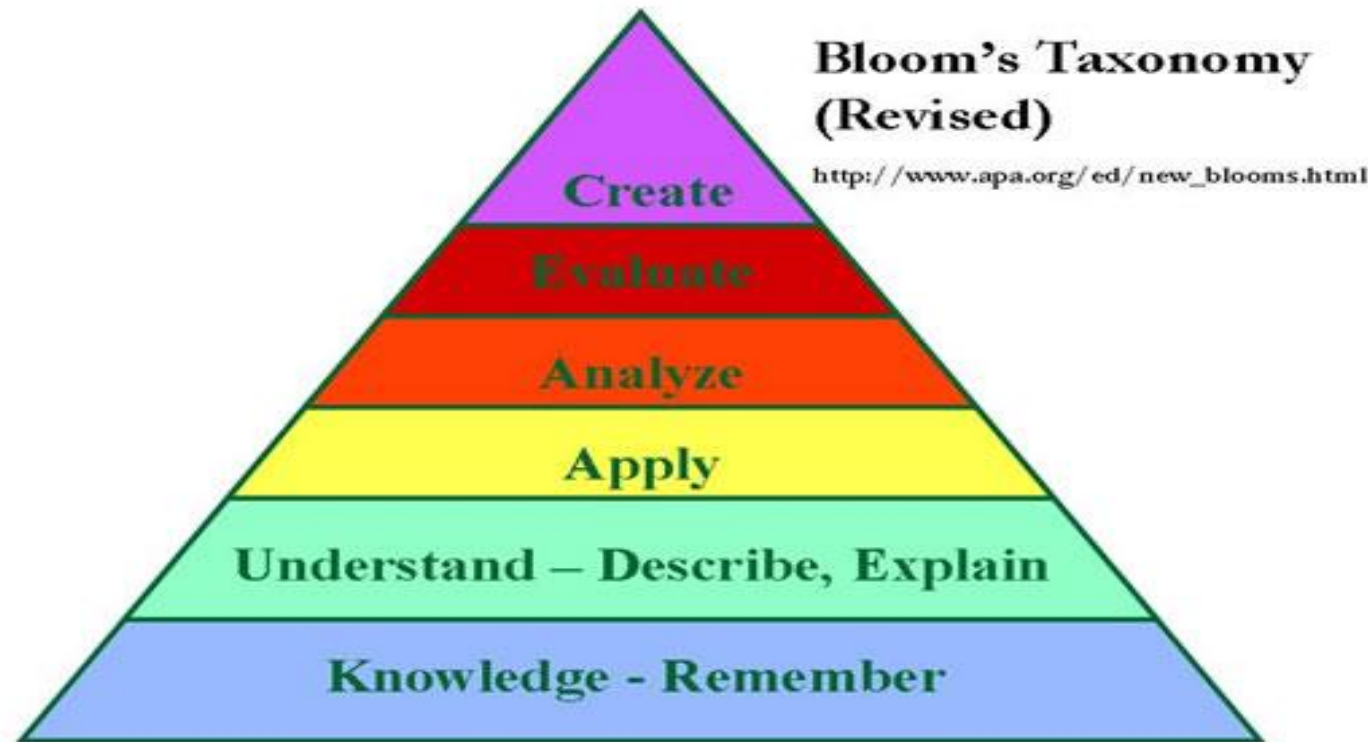 Bloom's Taxonomy
(Revised)
http://www.apa.org/ed/new_blooms.html
Create
Evaluate
Analyze
Apply
Understand – Describe, Explain
Knowledge - Remember